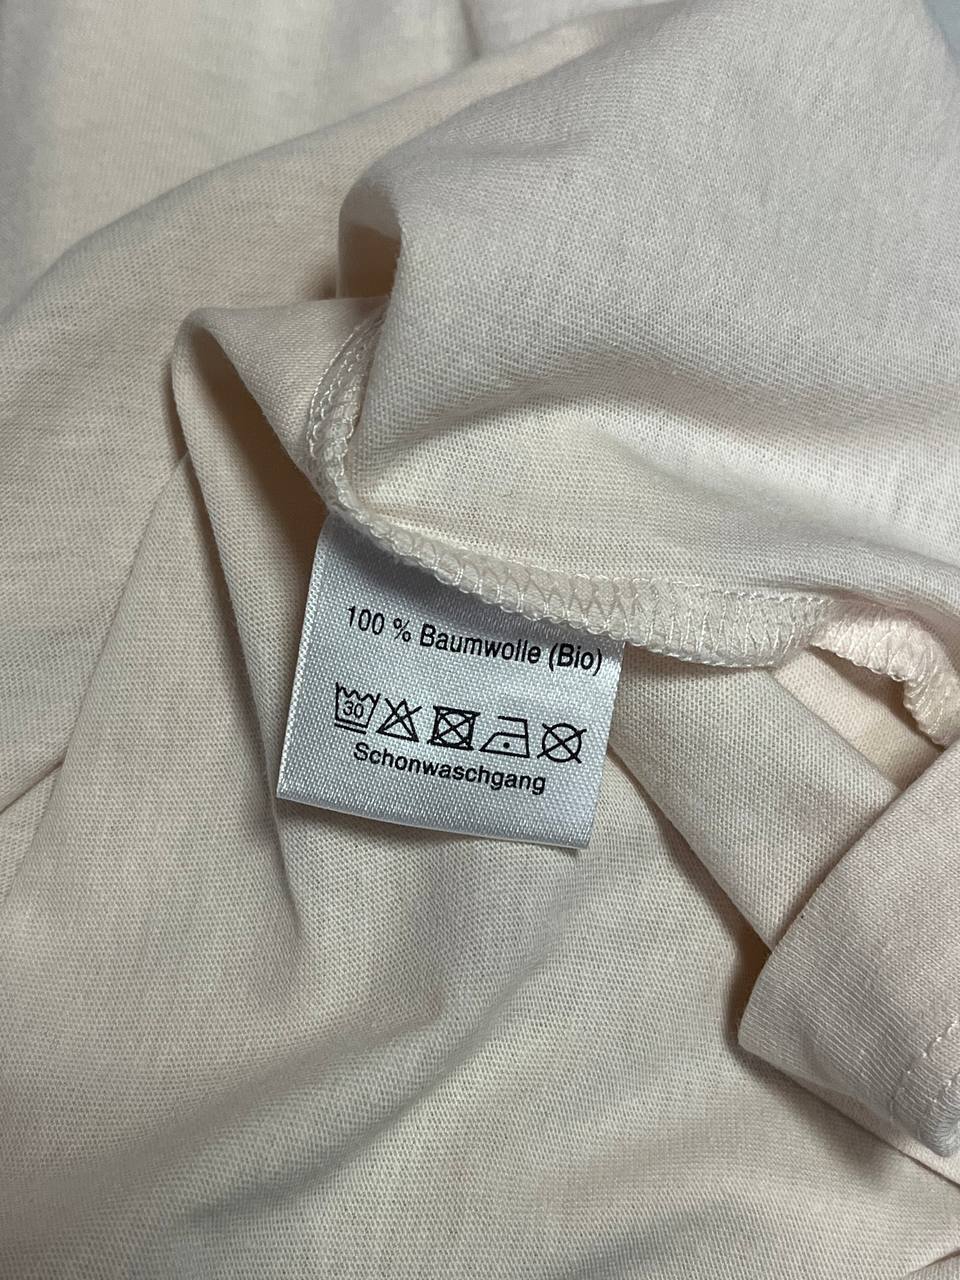 100 % Baumwolle (Bio)
30
Schonwaschgang